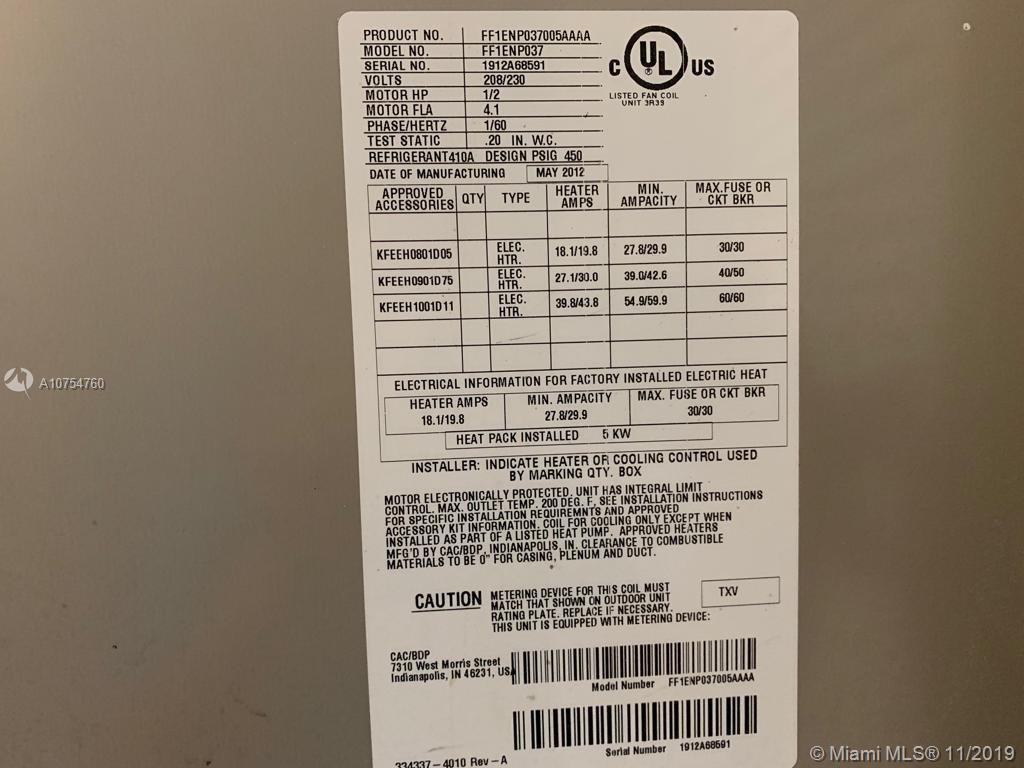 PRODUCT NO. FF1ENP037005AAAA
MODEL NO. FF1ENP037
SERIAL NO. 1912A68591
VOLTS 208/230
MOTOR HP 1/2
MOTOR FLA 4.1
PHASE/HERTZ 1/60
TEST STATIC .20 IN. W.C.
REFRIGERANT410A DESIGN PSIG 450
C UL ® US
LISTED FAN COIL
UNIT 3R39
DATE OF MANUFACTURING MAY 2012
APPROVED ACCESSORIES QTY TYPE HEATER AMPS MIN. AMPACITY MAX.FUSE OR CKT BKR
KFEEH0801D05 ELEC. HTR. 18.1/19.8 27.8/29.9 30/30
KFEEH0901D75 ELEC. HTR. 27.1/30.0 39.0/42.6 40/50
KFEEH1001D11 ELEC. HTR. 39.8/43.8 54.9/59.9 60/60
ELECTRICAL INFORMATION FOR FACTORY INSTALLED ELECTRIC HEAT
HEATER AMPS MIN. AMPACITY MAX. FUSE OR CKT BKR
18.1/19.8 27.8/29.9 30/30
HEAT PACK INSTALLED 5 KW
INSTALLER: INDICATE HEATER OR COOLING CONTROL USED
BY MARKING QTY. BOX
MOTOR ELECTRONICALLY PROTECTED. UNIT HAS INTEGRAL LIMIT
CONTROL. MAX. OUTLET TEMP. 200 DEG. F. SEE INSTALLATION INSTRUCTIONS
FOR SPECIFIC INSTALLATION REQUIREMNTS AND APPROVED
ACCESSORY KIT INFORMATION. COIL FOR COOLING ONLY EXCEPT WHEN
INSTALLED AS PART OF A LISTED HEAT PUMP. APPROVED HEATERS
MFG'D BY CAC/BDP, INDIANAPOLIS, IN. CLEARANCE TO COMBUSTIBLE
MATERIALS TO BE 0" FOR CASING, PLENUM AND DUCT.
CAUTION
METERING DEVICE FOR THIS COIL MUST
MATCH THAT SHOWN ON OUTDOOR UNIT
RATING PLATE. REPLACE IF NECESSARY.
THIS UNIT IS EQUIPPED WITH METERING DEVICE:
TXV
CAC/BDP
7310 West Morris Street
Indianapolis, IN 46231, USA
Model Number FF1ENP037005AAAA
Serial Number 1912A68591
334337-4010 Rev-A
A10754760
© Miami MLS® 11/2019